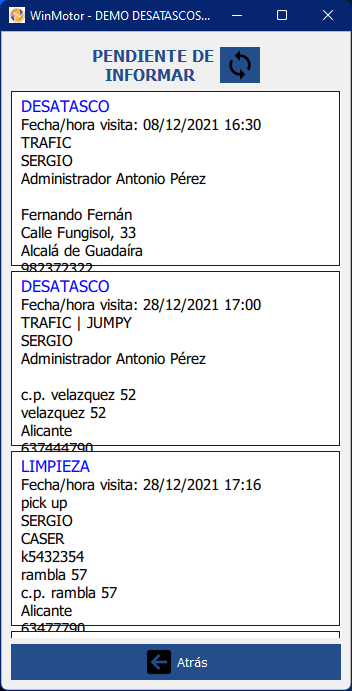 WinMotor - DEMO DESATASCOS...
PENDIENTE DE
INFORMAR
DESATASCO
Fecha/hora visita: 08/12/2021 16:30
TRAFIC
SERGIO
Administrador Antonio Pérez
Fernando Fernán
Calle Fungisol, 33
Alcalá de Guadaíra
982372322
DESATASCO
Fecha/hora visita: 28/12/2021 17:00
TRAFIC | JUMPY
SERGIO
Administrador Antonio Pérez
c.p. velazquez 52
velazquez 52
Alicante
637444790
LIMPIEZA
Fecha/hora visita: 28/12/2021 17:16
pick up
SERGIO
CASER
k5432354
rambla 57
c.p. rambla 57
Alicante
63477790
Atrás